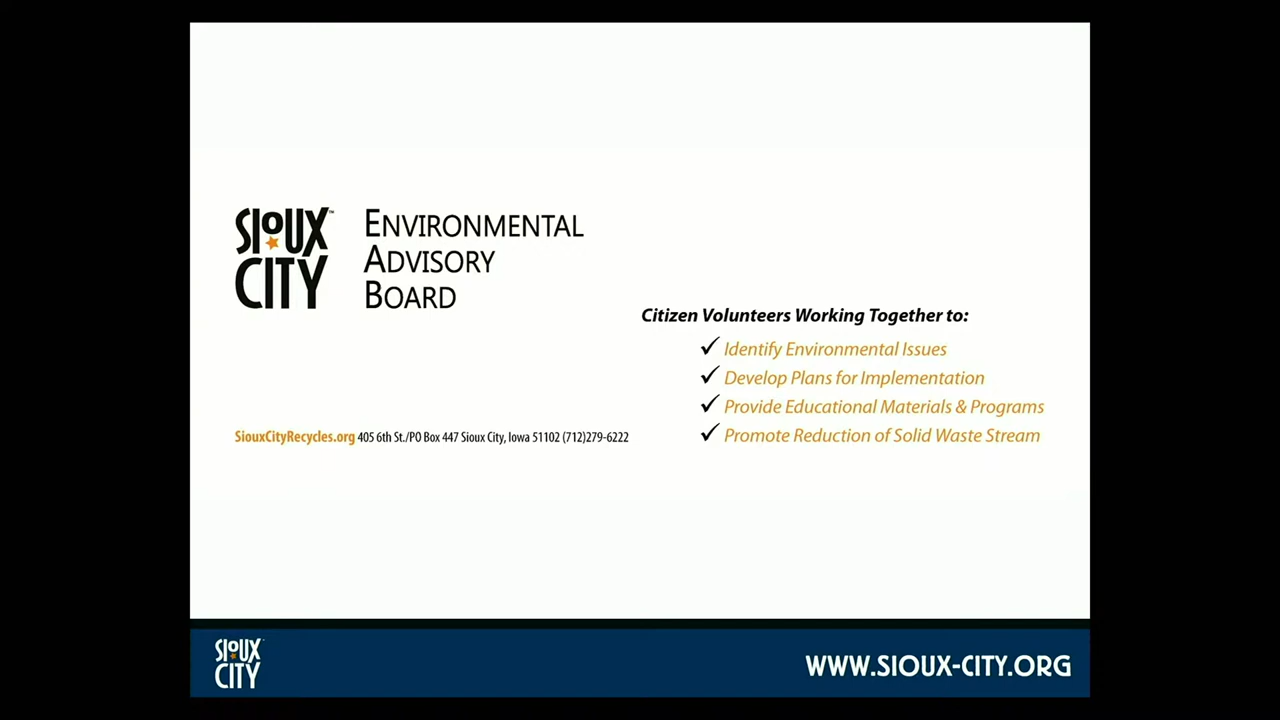 SIOUX™
CITY
ENVIRONMENTAL
ADVISORY
BOARD
Citizen Volunteers Working Together to:
✓ Identify Environmental Issues
✓ Develop Plans for Implementation
✓ Provide Educational Materials & Programs
✓ Promote Reduction of Solid Waste Stream
SiouxCityRecycles.org 405 6th St./PO Box 447 Sioux City, Iowa 51102 (712)279-6222
SIOUX
CITY
WWW.SIOUX-CITY.ORG